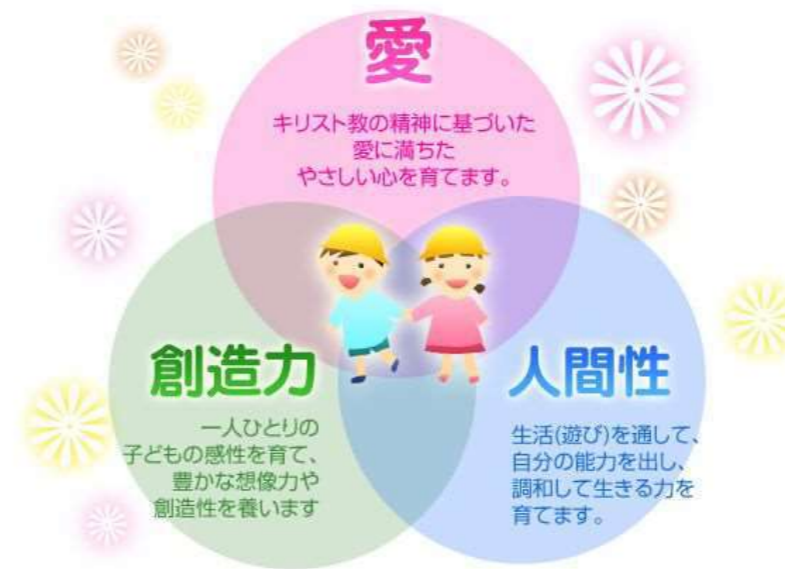 愛
キリスト教の精神に基づいた
愛に満ちた
やさしい心を育てます。
創造力
一人ひとりの
子どもの感性を育て、
豊かな想像力や
創造性を養います
人間性
生活(遊び)を通して、
自分の能力を出し、
調和して生きる力を
育てます。